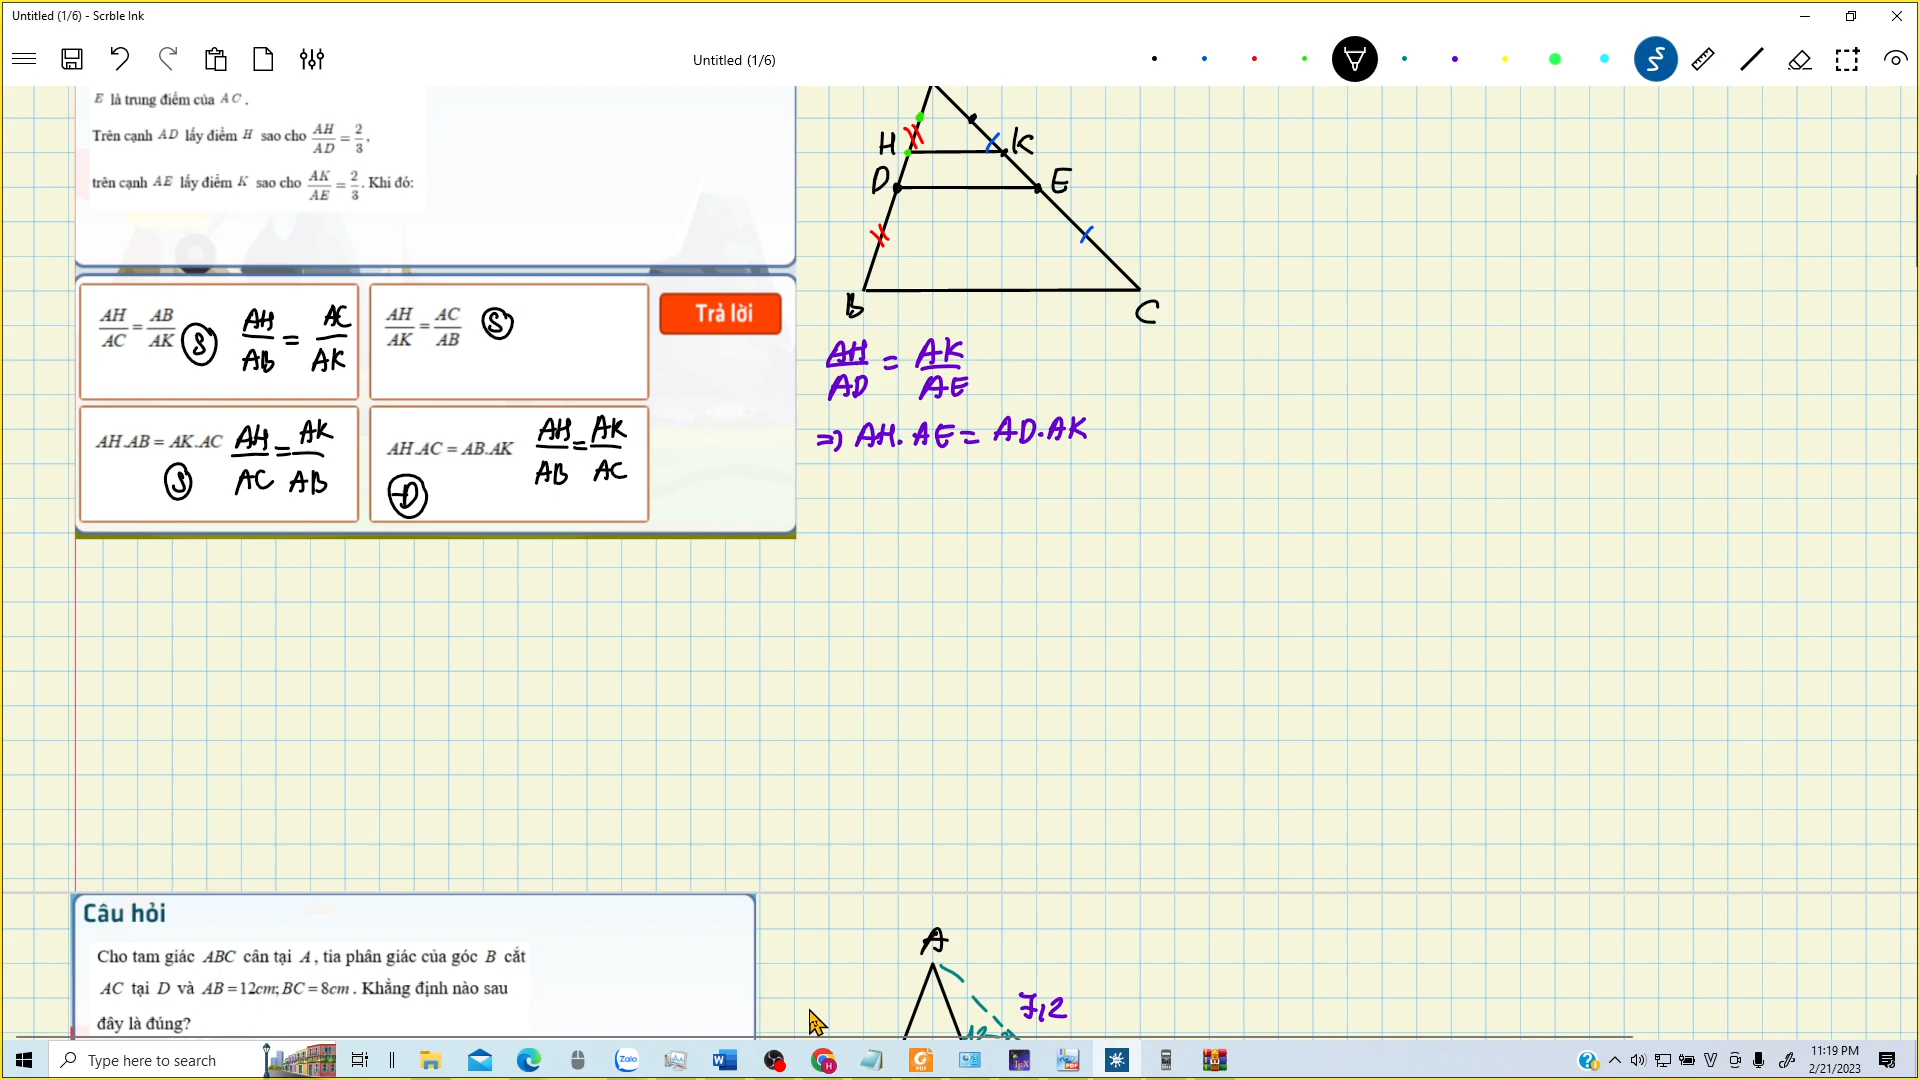 Untitled (1/6) - Scrble Ink
Untitled (1/6)
E là trung điểm của AC.
Trên cạnh AD lấy điểm H sao cho AH/AD = 2/3,
trên cạnh AE lấy điểm K sao cho AK/AE = 2/3. Khi đó:
H K
D E
B C
AH/AC = AB/AK S AH/AB = AC/AK
AH/AK = AC/AB S
Trả lời
AH.AB = AK.AC AH/AC = AK/AB
S
AH.AC = AB.AK AH/AB = AK/AC
Đ
AH/AD = AK/AE
=> AH.AE = AD.AK
Câu hỏi
Cho tam giác ABC cân tại A, tia phân giác của góc B cắt
AC tại D và AB = 12cm; BC = 8cm. Khẳng định nào sau
đây là đúng?
A
7,2
Type here to search
Zalo
11:19 PM
2/21/2023